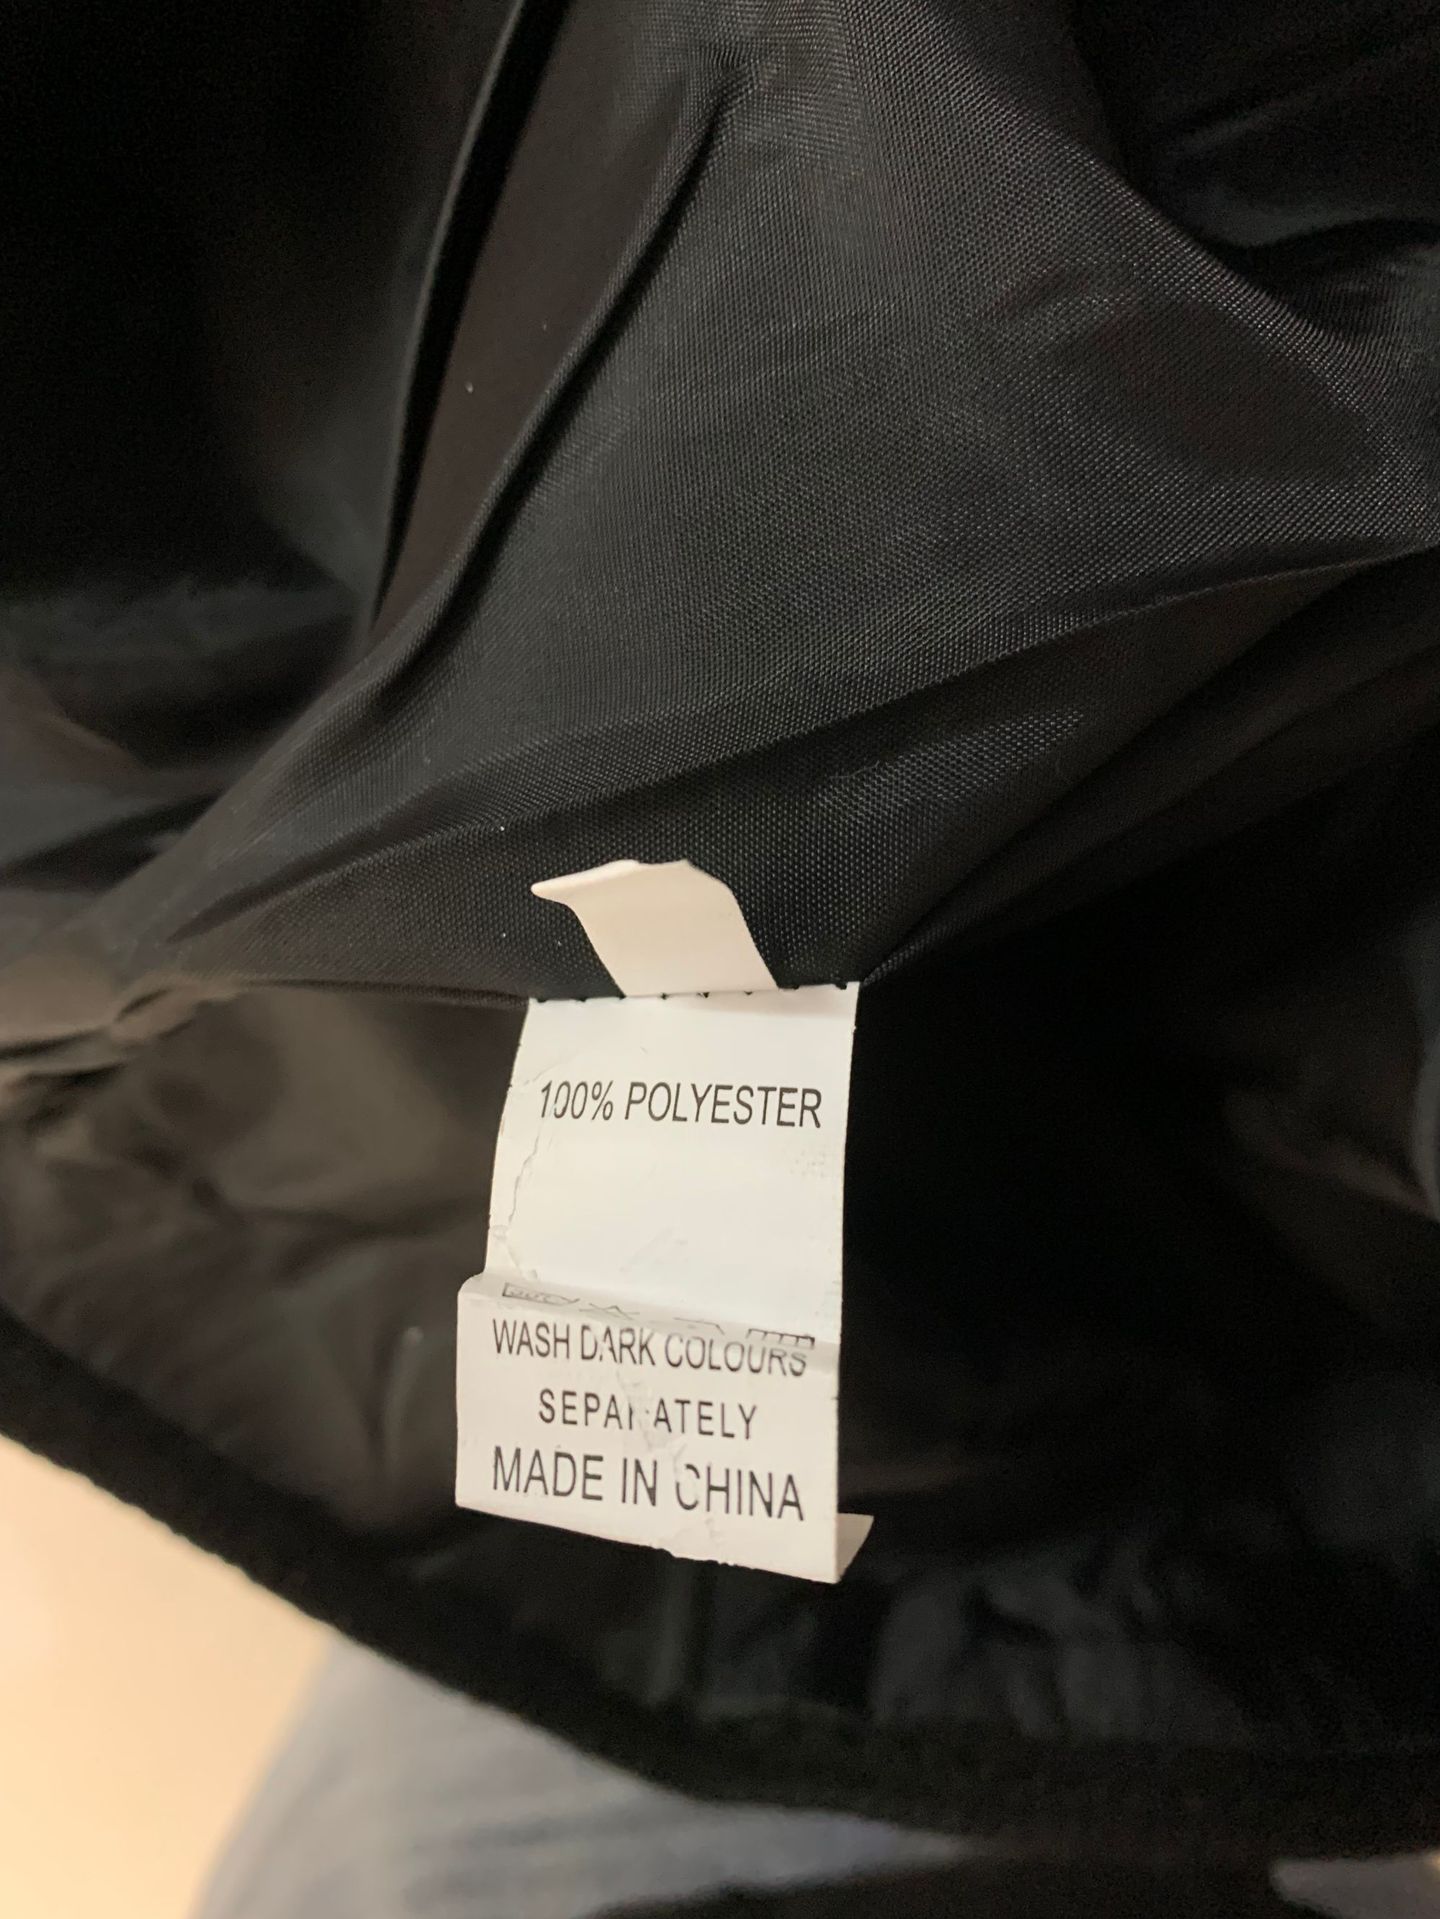 100% POLYESTER
WASH DARK COLOURS
SEPARATELY
MADE IN CHINA